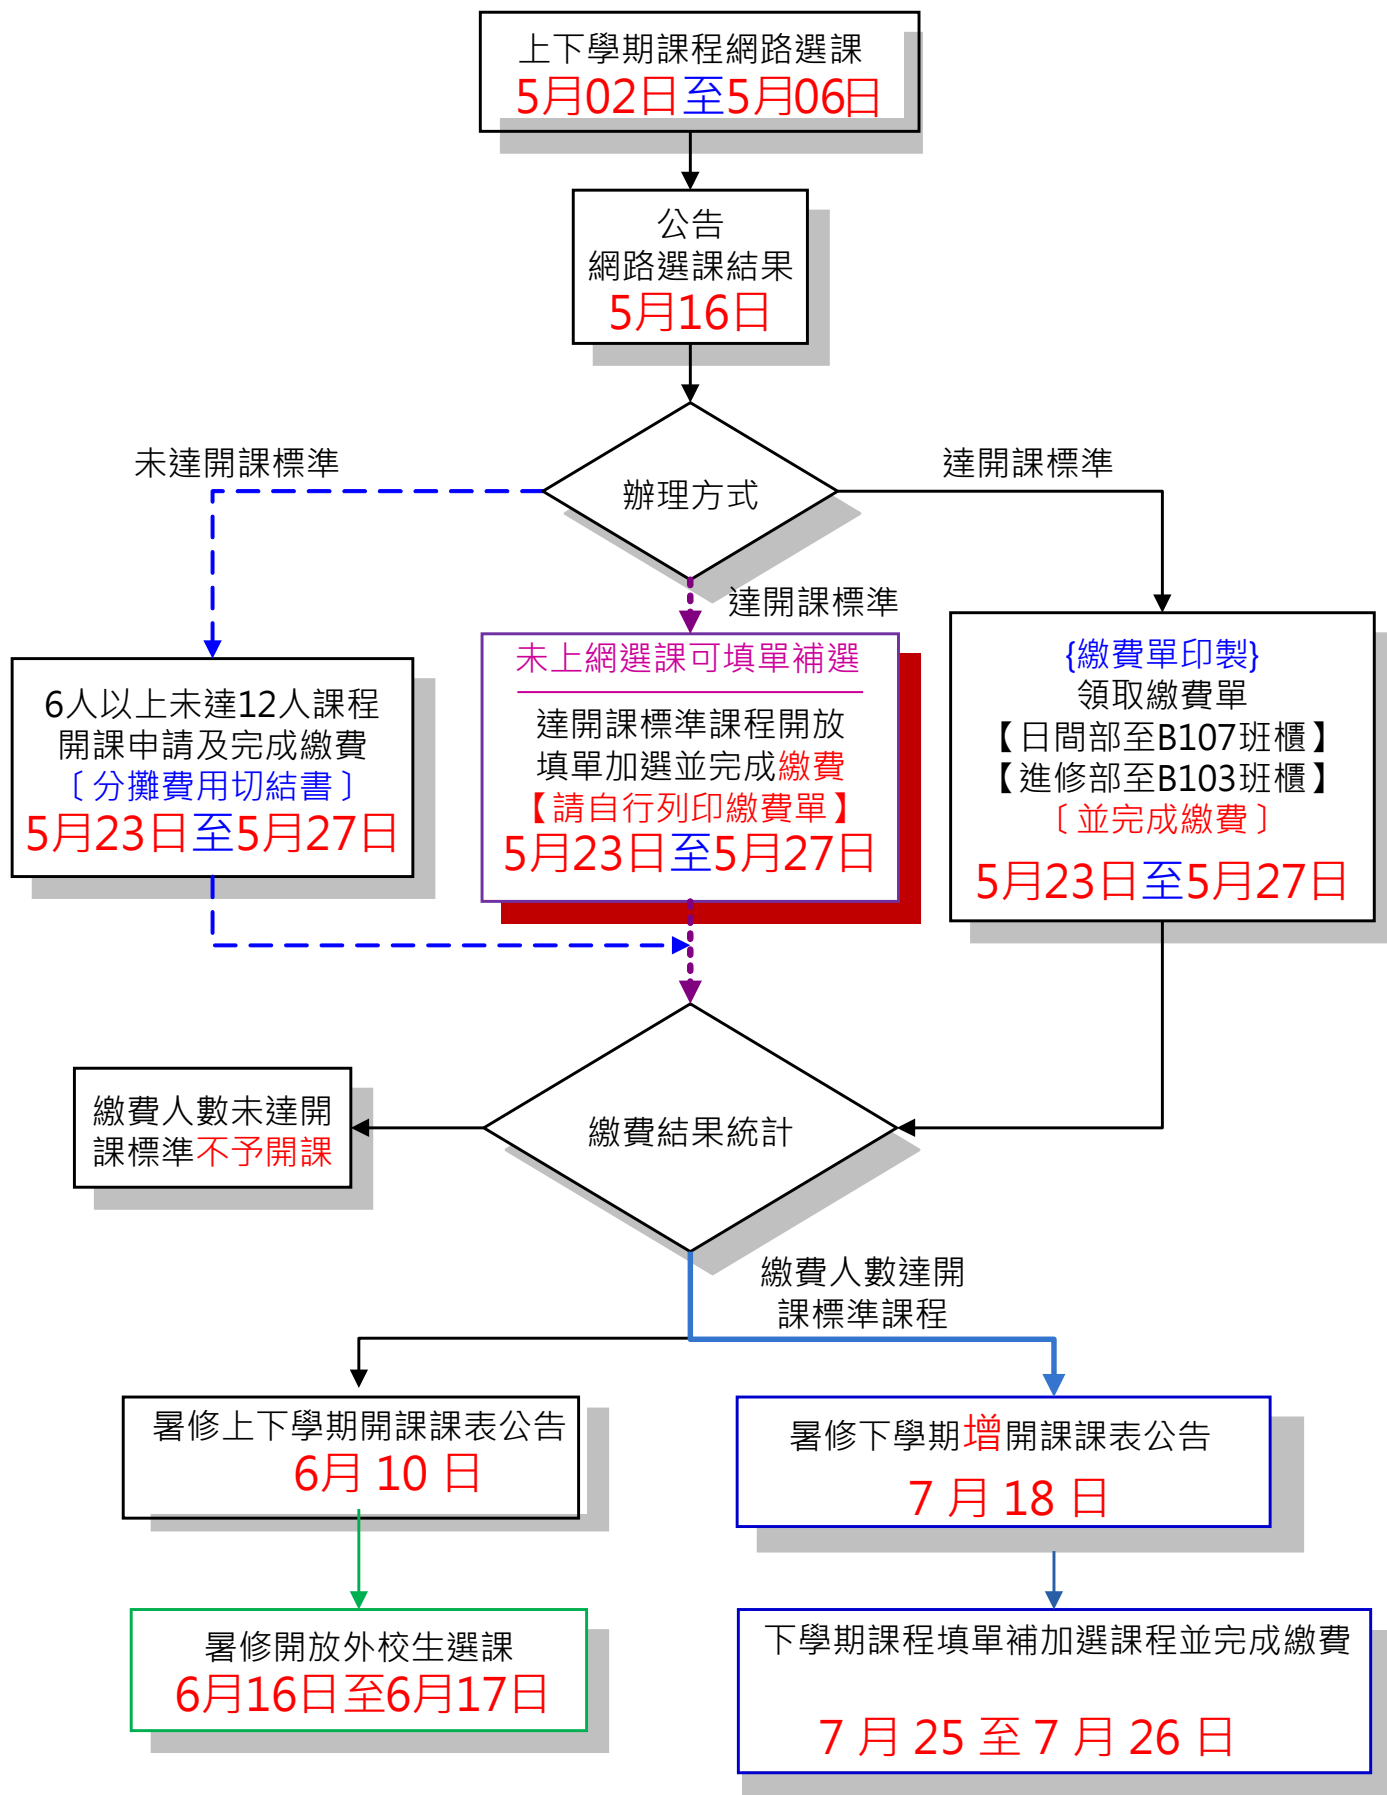 上下學期課程網路選課
5月02日至5月06日
公告
網路選課結果
5月16日
辦理方式
未達開課標準
達開課標準
達開課標準
6人以上未達12人課程
開課申請及完成繳費
﹝分攤費用切結書﹞
5月23日至5月27日
未上網選課可填單補選
達開課標準課程開放
填單加選並完成繳費
【請自行列印繳費單】
5月23日至5月27日
{繳費單印製}
領取繳費單
【日間部至B107班櫃】
【進修部至B103班櫃】
﹝並完成繳費﹞
5月23日至5月27日
繳費結果統計
繳費人數未達開
課標準不予開課
繳費人數達開
課標準課程
暑修上下學期開課課表公告
6月 10 日
暑修下學期增開課課表公告
7 月 18 日
暑修開放外校生選課
6月16日至6月17日
下學期課程填單補加選課程並完成繳費
7 月 25 至 7 月 26 日